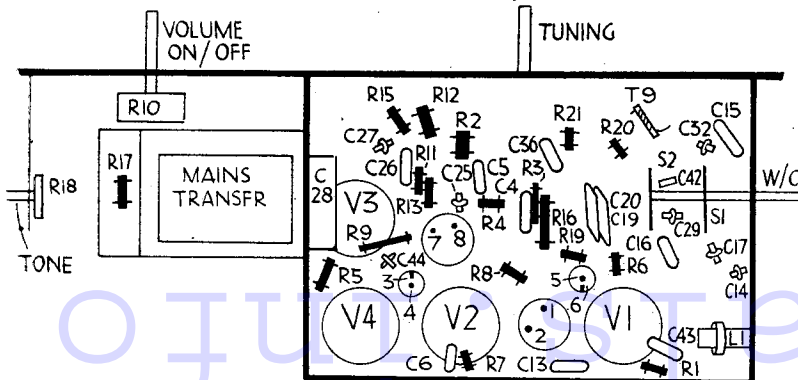 VOLUME
ON/OFF
TUNING
R10
R15
R12
T9
C15
C27
R2
C36
R21
R20
C32
R17
MAINS
TRANSFR
C26
R11
C25
C5
C4
R3
S2
C42
W/C
R18
C
28
V3
R13
R4
R16
C20
C19
C29
S1
R9
7
8
R19
C16
C17
TONE
R5
C44
3
4
R8
5
6
R6
C14
V4
V2
1
2
V1
C43
L1
C6
R7
C13
R1